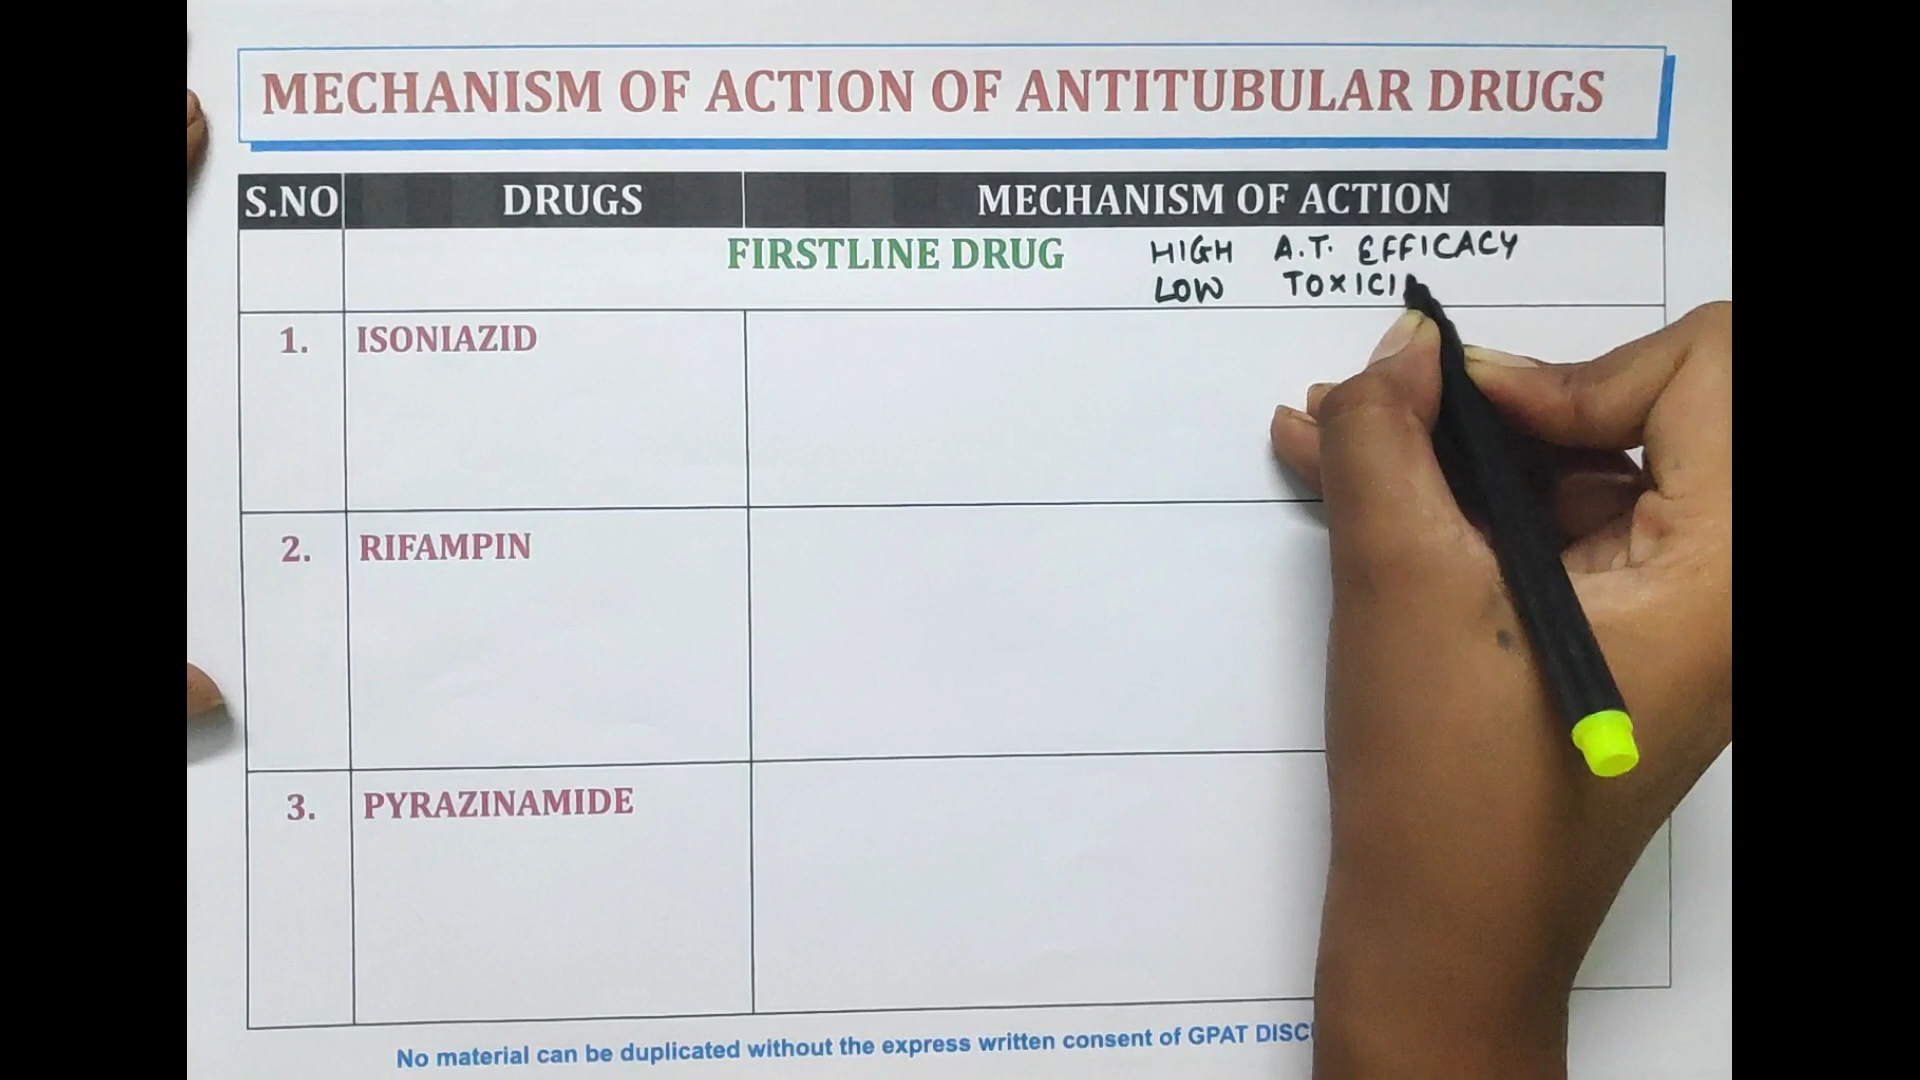 MECHANISM OF ACTION OF ANTITUBULAR DRUGS
S.NO DRUGS MECHANISM OF ACTION
FIRSTLINE DRUG HIGH A.T. EFFICACY
LOW TOXICI
1. ISONIAZID
2. RIFAMPIN
3. PYRAZINAMIDE
No material can be duplicated without the express written consent of GPAT DISC